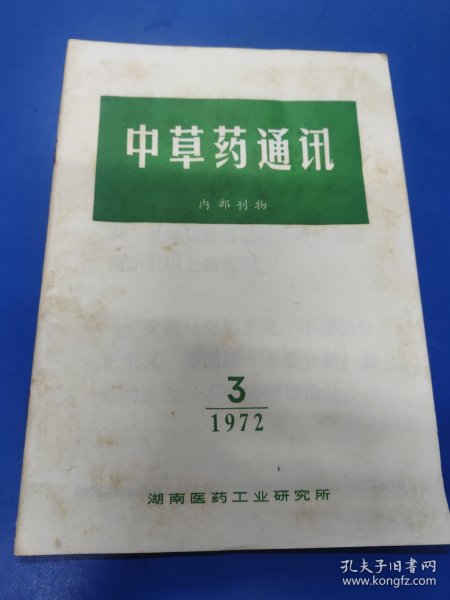 中草药通讯
内部刊物
3
1972
湖南医药工业研究所
孔夫子旧书网
www.kongfz.com